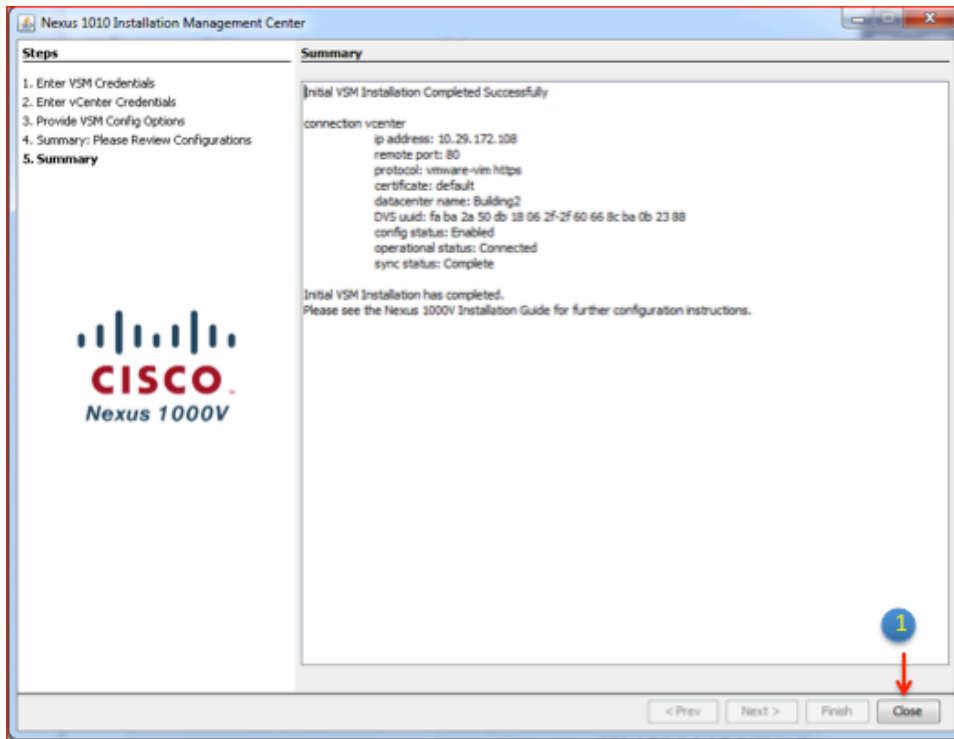 Nexus 1010 Installation Management Center
Steps
1. Enter VSM Credentials
2. Enter vCenter Credentials
3. Provide VSM Config Options
4. Summary: Please Review Configurations
5. Summary
CISCO
Nexus 1000V
Summary
Initial VSM Installation Completed Successfully
connection vcenter
ip address: 10.29.172.108
remote port: 80
protocol: vmware-vim https
certificate: default
datacenter name: Building2
DVS uuid: fa ba 2a 50 db 18 06 2f-2f 60 66 8c ba 0b 23 88
config status: Enabled
operational status: Connected
sync status: Complete
Initial VSM Installation has completed.
Please see the Nexus 1000V Installation Guide for further configuration instructions.
1
< Prev
Next >
Finish
Close